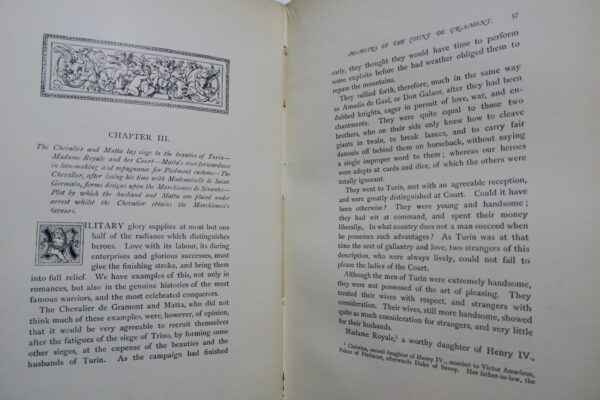 CHAPTER III.
The Chevalier and Matta lay siege to the beauties of Turin—
Madame Royale and her Court—Matta's over-forwardness
in love-making and repugnance for Piedmont customs—The
Chevalier, after losing his time with Mademoiselle de Saint-
Germain, forms designs upon the Marchioness de Senantes—
Plot by which the husband and Matta are placed under
arrest whilst the Chevalier obtains the Marchioness's
favours.
MILITARY glory supplies at most but one
half of the radiance which distinguishes
heroes. Love with its labour, its daring
enterprises and glorious successes, must
give the finishing stroke, and bring them
into full relief. We have examples of this, not only in
romances, but also in the genuine histories of the most
famous warriors, and the most celebrated conquerors.
The Chevalier de Gramont and Matta, who did not
think much of these examples, were, however, of opinion,
that it would be very agreeable to recruit themselves
after the fatigues of the siege of Trino, by forming some
other sieges, at the expense of the beauties and the
husbands of Turin. As the campaign had finished
MEMOIRS OF THE COUNT DE GRAMONT. 57
early, they thought they would have time to perform
some exploits before the bad weather obliged them to
repass the mountains.
They sallied forth, therefore, much in the same way
as Amadis de Gaul, or Don Galaor, after they had been
dubbed knights, eager in pursuit of love, war, and en-
chantments. They were quite equal to those two
brothers, who on their side only knew how to cleave
giants in twain, to break lances, and to carry fair
damsels off behind them on horseback, without saying
a single improper word to them; whereas our heroes
were adepts at cards and dice, of which the others were
totally ignorant.
They went to Turin, met with an agreeable reception,
and were greatly distinguished at Court. Could it have
been otherwise? They were young and handsome;
they had wit at command, and spent their money
liberally. In what country does not a man succeed when
he possesses such advantages? As Turin was at that
time the seat of gallantry and love, two strangers of this
description, who were always lively, could not fail to
please the ladies of the Court.
Although the men of Turin were extremely handsome,
they were not possessed of the art of pleasing. They
treated their wives with respect, and strangers with
consideration. Their wives, still more handsome, showed
quite as much consideration for strangers, and very little
for their husbands.
Madame Royale,¹ a worthy daughter of Henry IV.,
¹ Christina, second daughter of Henry IV., married to Victor Amadeus,
Prince of Piedmont, afterwards Duke of Savoy. Her father-in-law, the